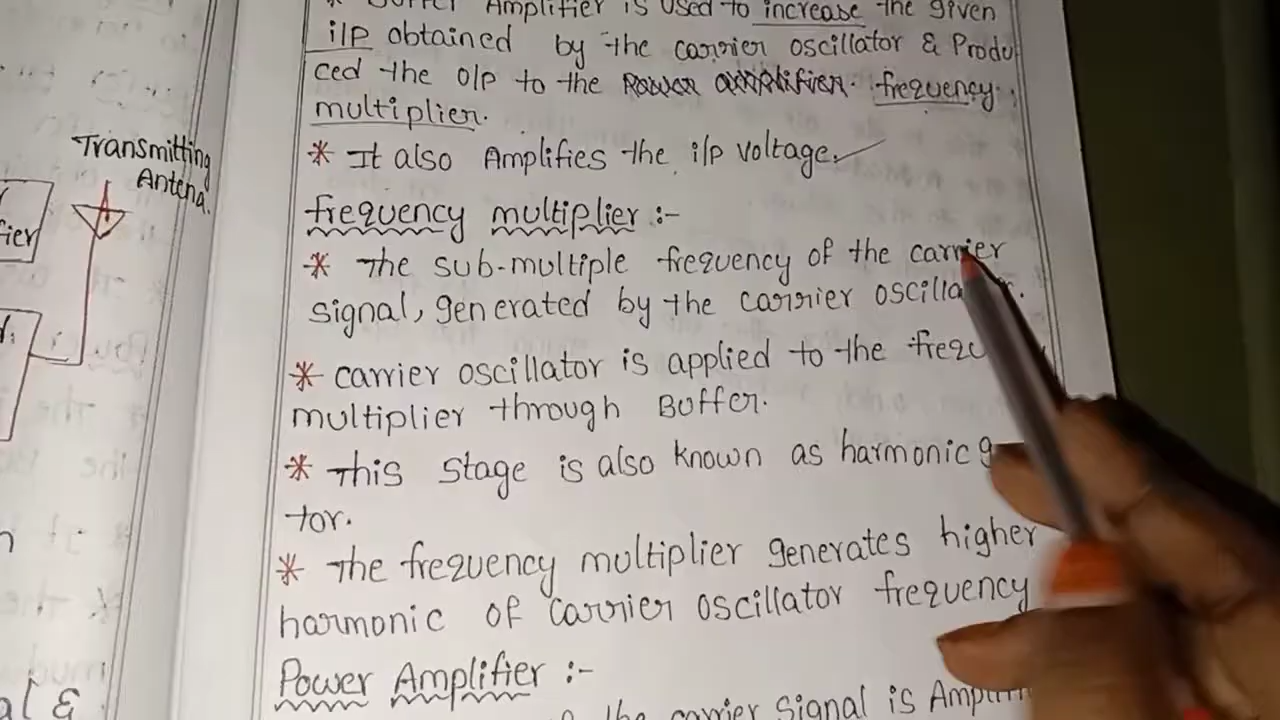 * Buffer Amplifier is used to increase the given
i/p obtained by the carrier oscillator & Produ
ced the o/p to the Power amplifier. frequency
multiplier.
* It also Amplifies the i/p voltage.
Transmitting
Antena.
frequency multiplier :-
* The sub-multiple frequency of the carrier
signal, generated by the carrier
* carrier oscillator is applied to the
multiplier through Buffer.
* This stage is also known as harmonic
tor.
* The frequency multiplier generates higher
harmonic of carrier oscillator frequency
Power Amplifier :-
the carrier signal is